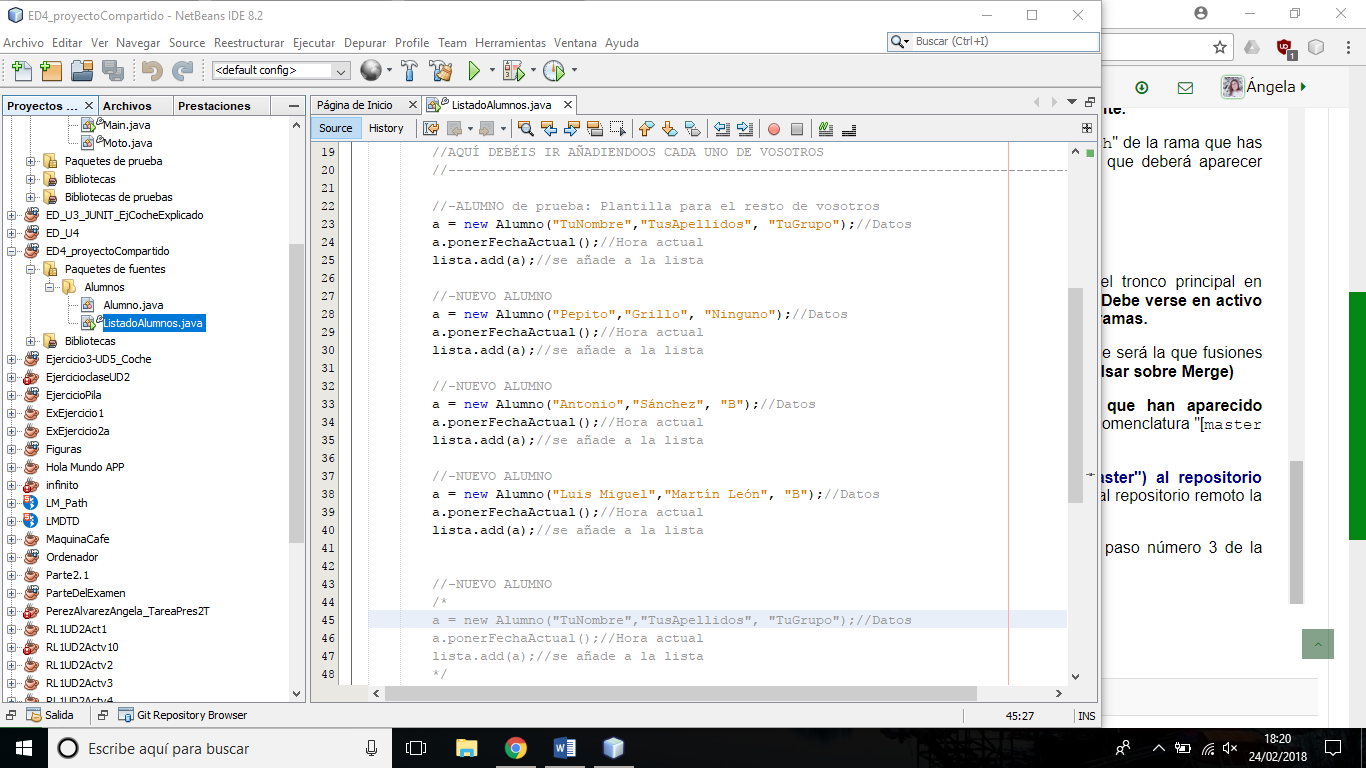 ED4_proyectoCompartido - NetBeans IDE 8.2
Archivo Editar Ver Navegar Source Reestructurar Ejecutar Depurar Profile Team Herramientas Ventana Ayuda
Buscar (Ctrl+I)
<default config>
Proyectos ... Archivos Prestaciones
Main.java
Moto.java
Paquetes de prueba
Bibliotecas
Bibliotecas de pruebas
ED_U3_JUNIT_EjCocheExplicado
ED_U4
ED4_proyectoCompartido
Paquetes de fuentes
Alumnos
Alumno.java
ListadoAlumnos.java
Bibliotecas
Ejercicio3-UD5_Coche
EjercicioclaseUD2
EjercicioPila
ExEjercicio1
ExEjercicio2a
Figuras
Hola Mundo APP
infinito
LM_Path
LMDTD
MaquinaCafe
Ordenador
Parte2.1
ParteDelExamen
PerezAlvarezAngela_TareaPres2T
RL1UD2Act1
RL1UD2Actv10
RL1UD2Actv2
RL1UD2Actv3
RL1UD2Actv4
Página de Inicio ListadoAlumnos.java
Source History
19 //AQUÍ DEBÉIS IR AÑADIENDOOS CADA UNO DE VOSOTROS
20 //------------------------------------------------------------------------------
21
22 //-ALUMNO de prueba: Plantilla para el resto de vosotros
23 a = new Alumno("TuNombre","TusApellidos", "TuGrupo");//Datos
24 a.ponerFechaActual();//Hora actual
25 lista.add(a);//se añade a la lista
26
27 //-NUEVO ALUMNO
28 a = new Alumno("Pepito","Grillo", "Ninguno");//Datos
29 a.ponerFechaActual();//Hora actual
30 lista.add(a);//se añade a la lista
31
32 //-NUEVO ALUMNO
33 a = new Alumno("Antonio","Sánchez", "B");//Datos
34 a.ponerFechaActual();//Hora actual
35 lista.add(a);//se añade a la lista
36
37 //-NUEVO ALUMNO
38 a = new Alumno("Luis Miguel","Martín León", "B");//Datos
39 a.ponerFechaActual();//Hora actual
40 lista.add(a);//se añade a la lista
41
42
43 //-NUEVO ALUMNO
44 /*
45 a = new Alumno("TuNombre","TusApellidos", "TuGrupo");//Datos
46 a.ponerFechaActual();//Hora actual
47 lista.add(a);//se añade a la lista
48 */
Salida Git Repository Browser
45:27 INS
1
Ángela
nte.
h" de la rama que has
que deberá aparecer
el tronco principal en
Debe verse en activo
ramas.
e será la que fusiones
lsar sobre Merge)
que han aparecido
omenclatura "[master
aster") al repositorio
al repositorio remoto la
paso número 3 de la
Escribe aquí para buscar
18:20
24/02/2018